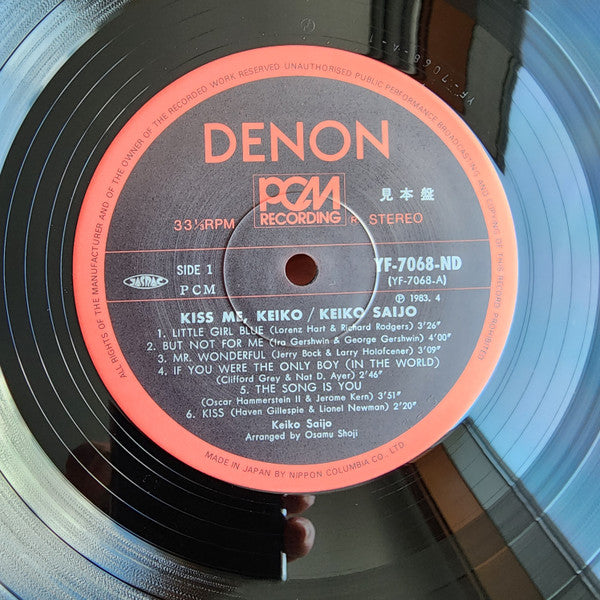 YF-7068-A-1
ALL RIGHTS OF THE MANUFACTURER AND OF THE OWNER OF THE RECORDED WORK RESERVED UNAUTHORISED PUBLIC PERFORMANCE BROADCASTING AND COPYING OF THIS RECORD PROHIBITED
DENON
PCM
RECORDING
見本盤
33⅓RPM
R
STEREO
SIDE 1
PCM
JASRAC
YF-7068-ND
(YF-7068-A)
Ⓟ 1983. 4
KISS ME, KEIKO / KEIKO SAIJO
1. LITTLE GIRL BLUE (Lorenz Hart & Richard Rodgers) 3'26"
2. BUT NOT FOR ME (Ira Gershwin & George Gershwin) 4'00"
3. MR. WONDERFUL (Jerry Bock & Larry Holofcener) 3'09"
4. IF YOU WERE THE ONLY BOY (IN THE WORLD)
(Clifford Grey & Nat D. Ayer) 2'46"
5. THE SONG IS YOU
(Oscar Hammerstein II & Jerome Kern) 3'51"
6. KISS (Haven Gillespie & Lionel Newman) 2'20"
Keiko Saijo
Arranged by Osamu Shoji
MADE IN JAPAN BY NIPPON COLUMBIA CO., LTD.